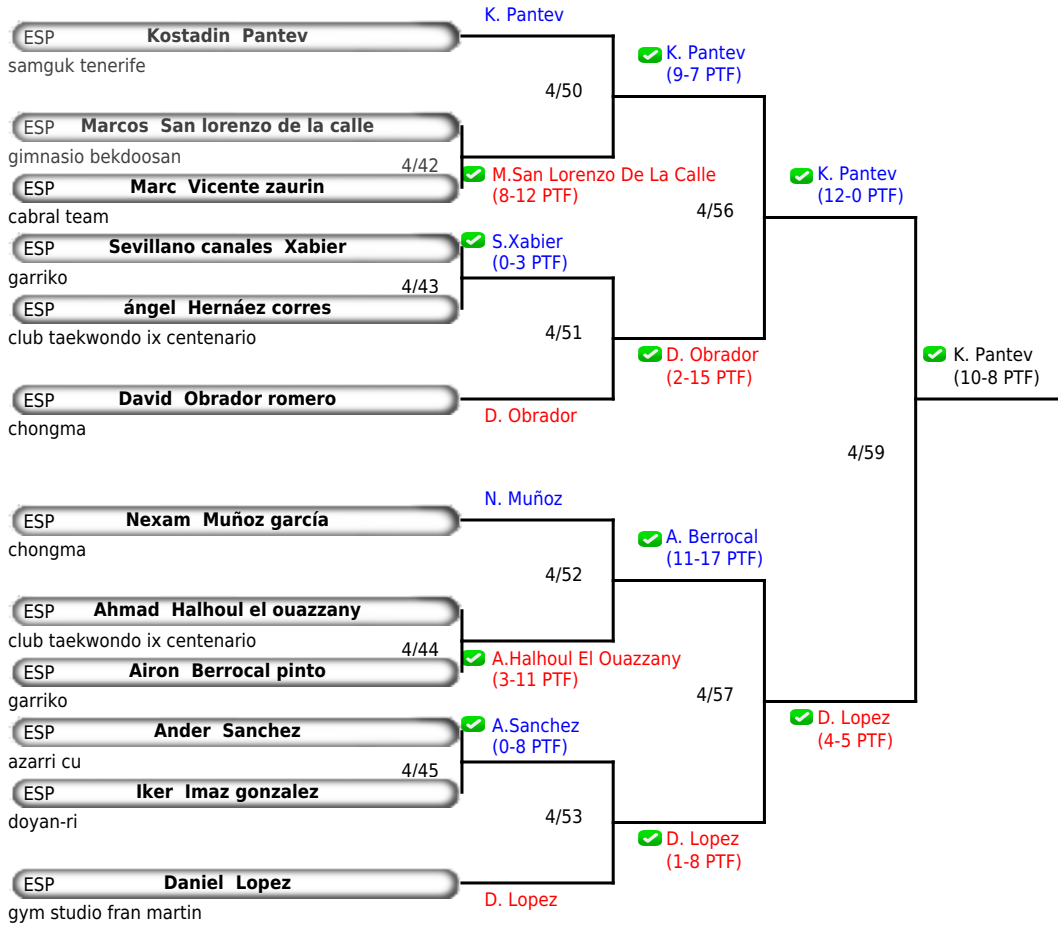 K. Pantev
ESP Kostadin Pantev
samguk tenerife
K. Pantev
(9-7 PTF)
4/50
ESP Marcos San lorenzo de la calle
gimnasio bekdoosan
4/42
ESP Marc Vicente zaurin
cabral team
M.San Lorenzo De La Calle
(8-12 PTF)
K. Pantev
(12-0 PTF)
4/56
ESP Sevillano canales Xabier
garriko
S.Xabier
(0-3 PTF)
4/43
ESP ángel Hernáez corres
club taekwondo ix centenario
4/51
D. Obrador
(2-15 PTF)
ESP David Obrador romero
chongma
D. Obrador
K. Pantev
(10-8 PTF)
4/59
N. Muñoz
ESP Nexam Muñoz garcía
chongma
A. Berrocal
(11-17 PTF)
4/52
ESP Ahmad Halhoul el ouazzany
club taekwondo ix centenario
4/44
ESP Airon Berrocal pinto
garriko
A.Halhoul El Ouazzany
(3-11 PTF)
4/57
D. Lopez
(4-5 PTF)
ESP Ander Sanchez
azarri cu
A.Sanchez
(0-8 PTF)
4/45
ESP Iker Imaz gonzalez
doyan-ri
4/53
D. Lopez
(1-8 PTF)
ESP Daniel Lopez
gym studio fran martin
D. Lopez